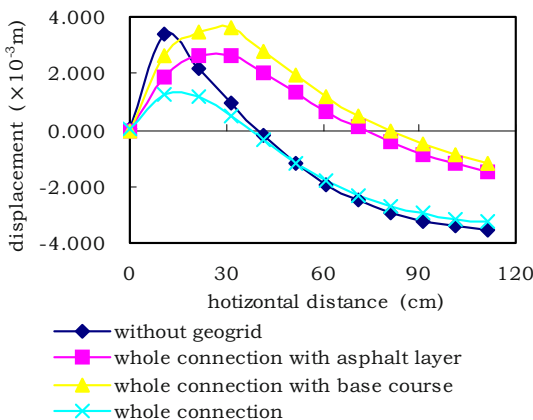 4.000
2.000
0.000
-2.000
-4.000
displacement (×10⁻³m)
0 30 60 90 120
hotizontal distance (cm)
without geogrid
whole connection with asphalt layer
whole connection with base course
whole connection